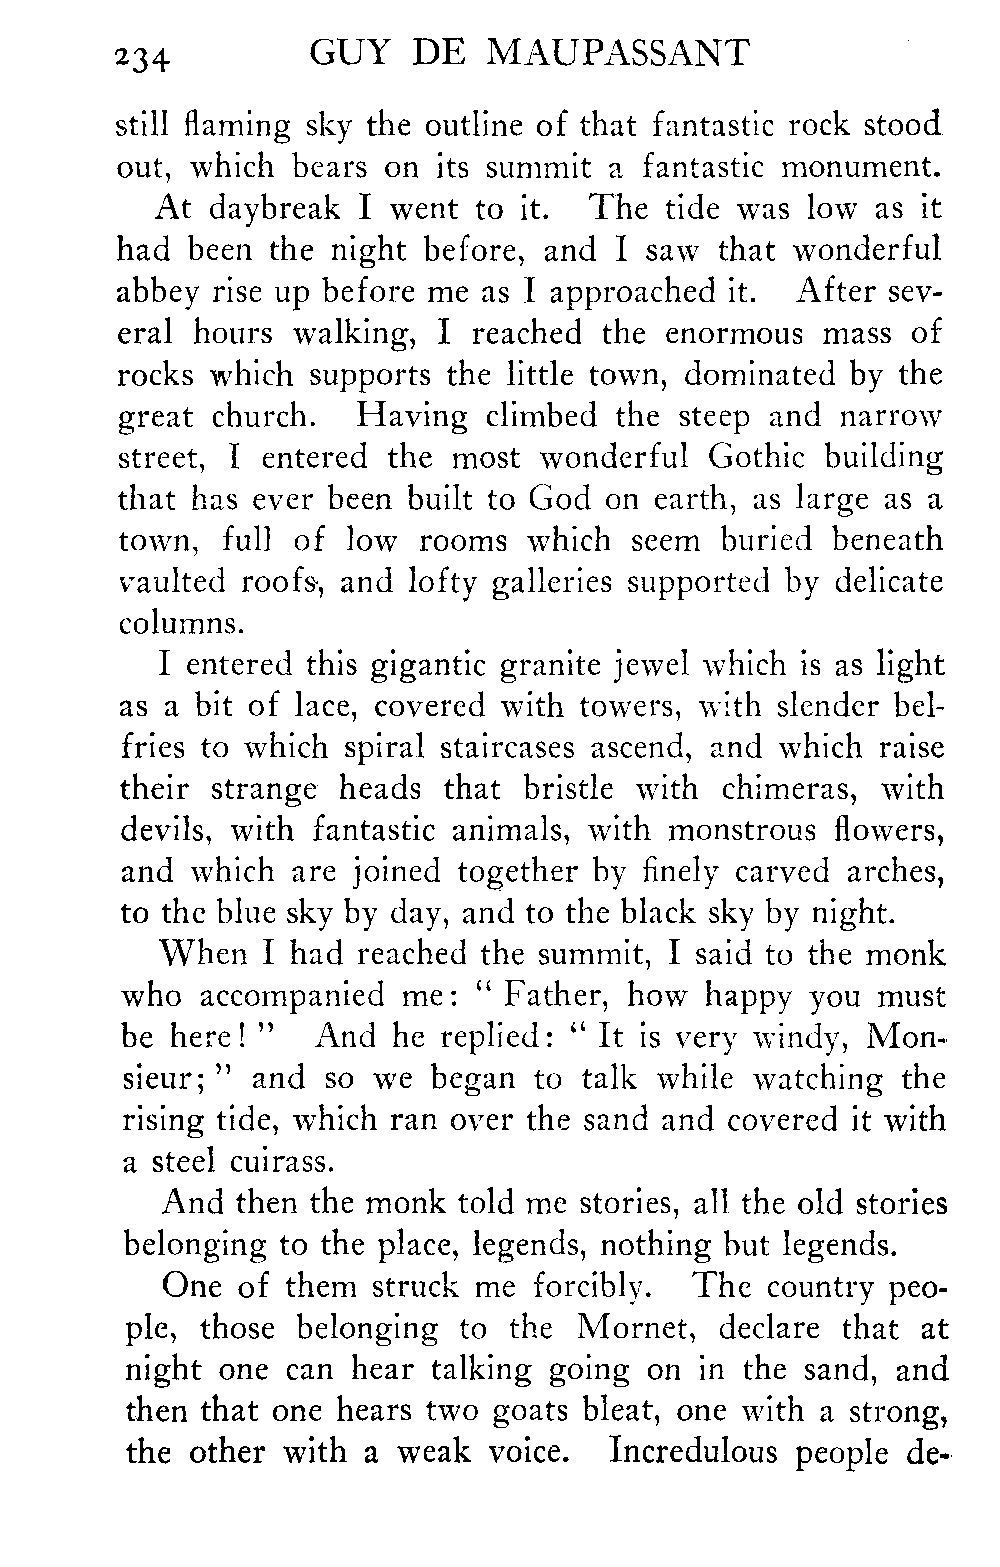 234 GUY DE MAUPASSANT
still flaming sky the outline of that fantastic rock stood
out, which bears on its summit a fantastic monument.
At daybreak I went to it. The tide was low as it
had been the night before, and I saw that wonderful
abbey rise up before me as I approached it. After sev-
eral hours walking, I reached the enormous mass of
rocks which supports the little town, dominated by the
great church. Having climbed the steep and narrow
street, I entered the most wonderful Gothic building
that has ever been built to God on earth, as large as a
town, full of low rooms which seem buried beneath
vaulted roofs, and lofty galleries supported by delicate
columns.
I entered this gigantic granite jewel which is as light
as a bit of lace, covered with towers, with slender bel-
fries to which spiral staircases ascend, and which raise
their strange heads that bristle with chimeras, with
devils, with fantastic animals, with monstrous flowers,
and which are joined together by finely carved arches,
to the blue sky by day, and to the black sky by night.
When I had reached the summit, I said to the monk
who accompanied me: " Father, how happy you must
be here! " And he replied: " It is very windy, Mon-
sieur; " and so we began to talk while watching the
rising tide, which ran over the sand and covered it with
a steel cuirass.
And then the monk told me stories, all the old stories
belonging to the place, legends, nothing but legends.
One of them struck me forcibly. The country peo-
ple, those belonging to the Mornet, declare that at
night one can hear talking going on in the sand, and
then that one hears two goats bleat, one with a strong,
the other with a weak voice. Incredulous people de-